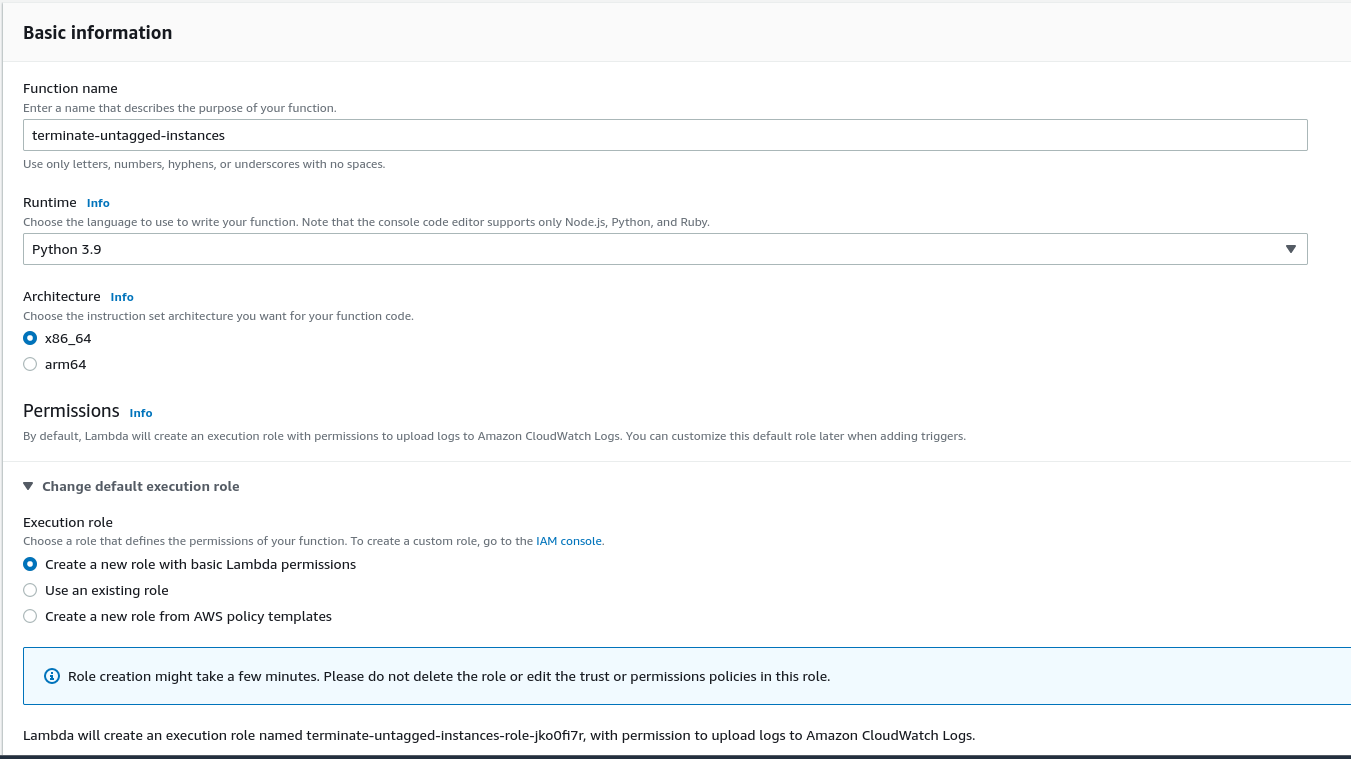 Basic information
Function name
Enter a name that describes the purpose of your function.
terminate-untagged-instances
Use only letters, numbers, hyphens, or underscores with no spaces.
Runtime Info
Choose the language to use to write your function. Note that the console code editor supports only Node.js, Python, and Ruby.
Python 3.9
Architecture Info
Choose the instruction set architecture you want for your function code.
x86_64
arm64
Permissions Info
By default, Lambda will create an execution role with permissions to upload logs to Amazon CloudWatch Logs. You can customize this default role later when adding triggers.
Change default execution role
Execution role
Choose a role that defines the permissions of your function. To create a custom role, go to the IAM console.
Create a new role with basic Lambda permissions
Use an existing role
Create a new role from AWS policy templates
Role creation might take a few minutes. Please do not delete the role or edit the trust or permissions policies in this role.
Lambda will create an execution role named terminate-untagged-instances-role-jko0fi7r, with permission to upload logs to Amazon CloudWatch Logs.